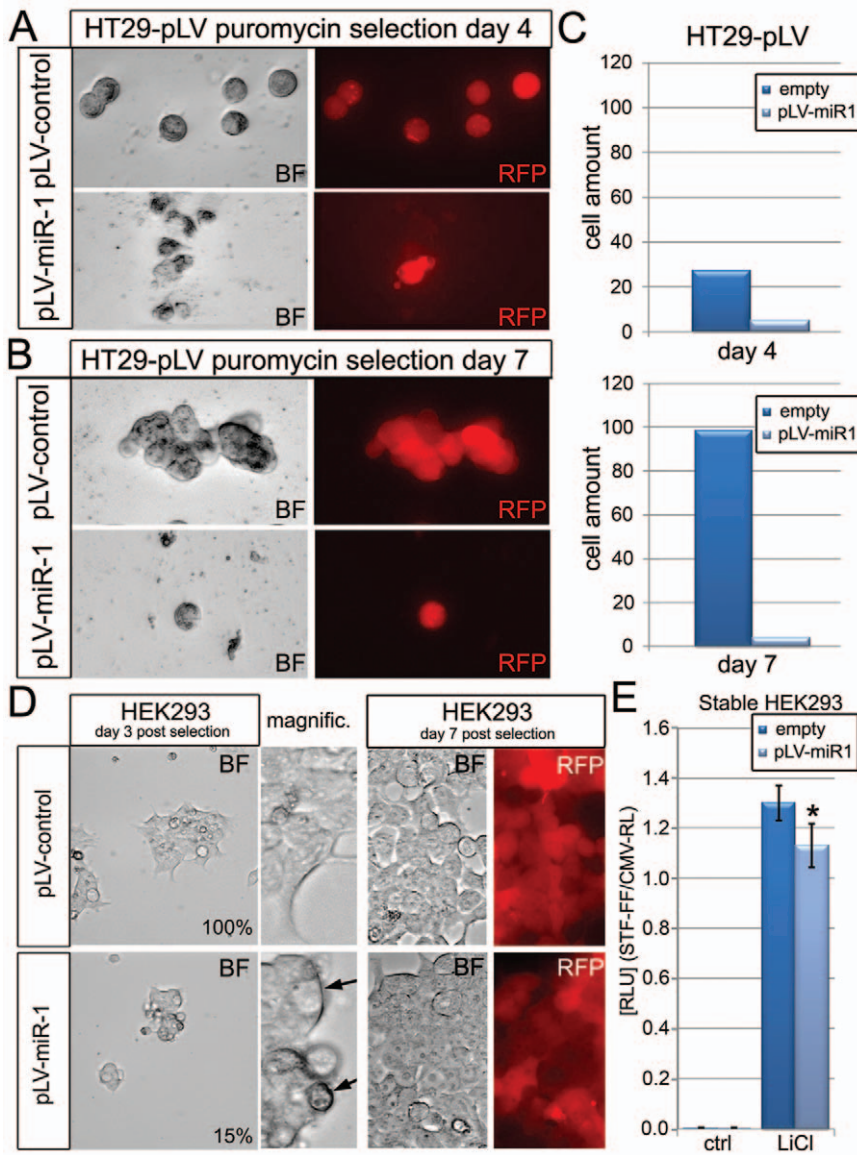 A
HT29-pLV puromycin selection day 4
pLV-control
BF
RFP
pLV-miR-1
BF
RFP
B
HT29-pLV puromycin selection day 7
pLV-control
BF
RFP
pLV-miR-1
BF
RFP
C
HT29-pLV
empty
pLV-miR1
cell amount
120
100
80
60
40
20
0
day 4
empty
pLV-miR1
cell amount
120
100
80
60
40
20
0
day 7
D
HEK293
day 3 post selection
magnific.
HEK293
day 7 post selection
pLV-control
BF
100%
BF
RFP
pLV-miR-1
BF
15%
BF
RFP
E
Stable HEK293
empty
pLV-miR1
[RLU] (STF-FF/CMV-RL)
1.6
1.4
1.2
1.0
0.8
0.6
0.4
0.2
0.0
*
ctrl
LiCl